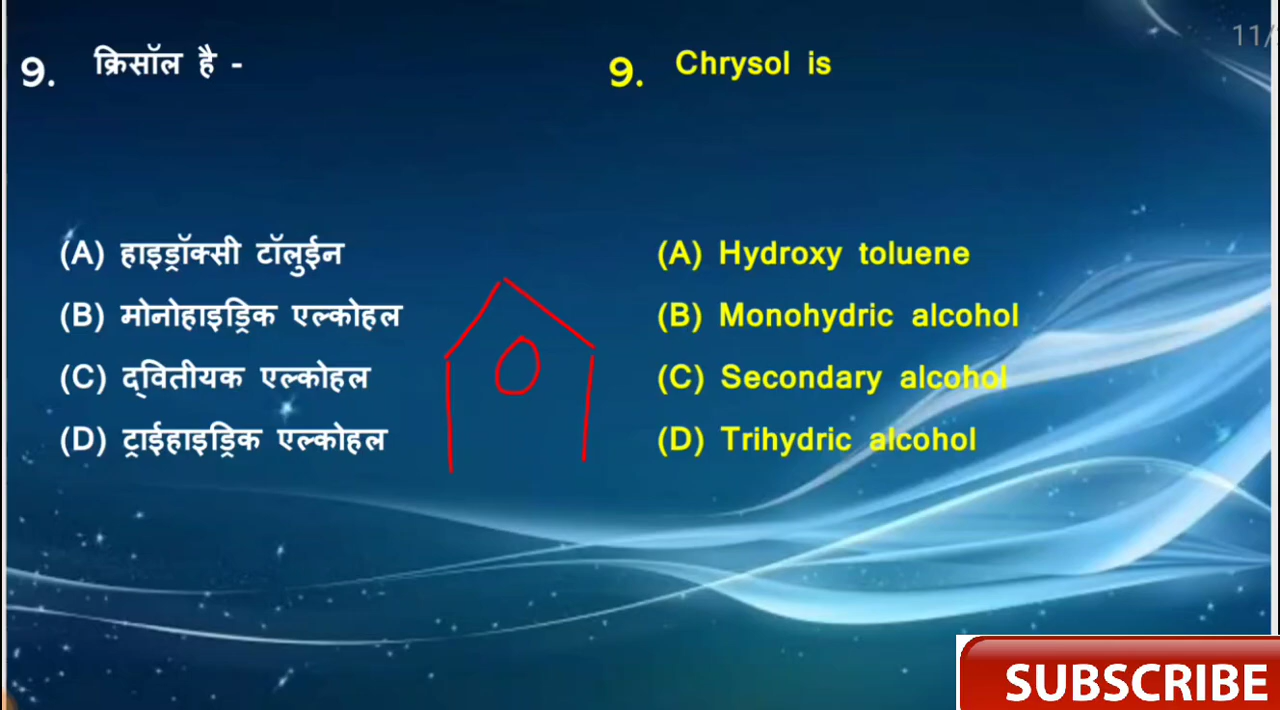 9. क्रिसॉल है -
(A) हाइड्रॉक्सी टॉलुईन
(B) मोनोहाइड्रिक एल्कोहल
(C) द्वितीयक एल्कोहल
(D) ट्राईहाइड्रिक एल्कोहल
9. Chrysol is
(A) Hydroxy toluene
(B) Monohydric alcohol
(C) Secondary alcohol
(D) Trihydric alcohol
11/
SUBSCRIBE